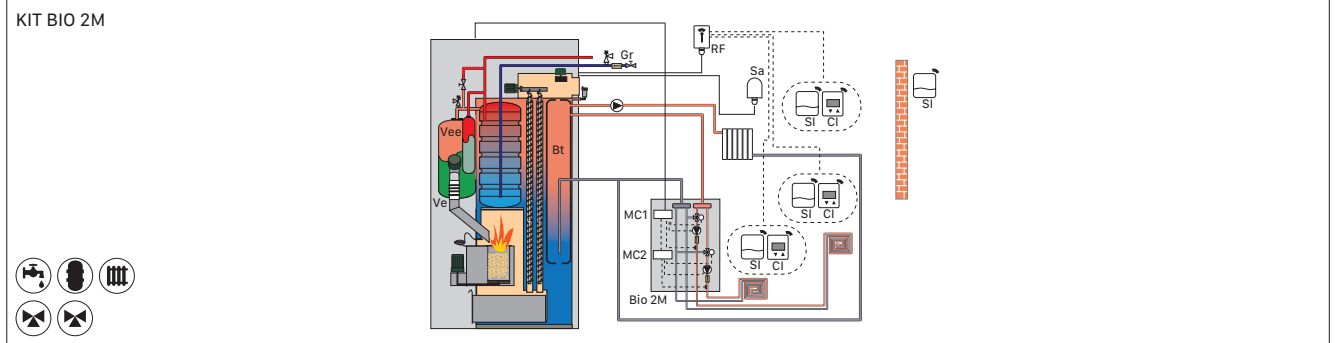 KIT BIO 2M
Gr
RF
Sa
SI
SI CI
Vee
Bt
Ve
SI CI
MC1
MC2
SI CI
Bio 2M